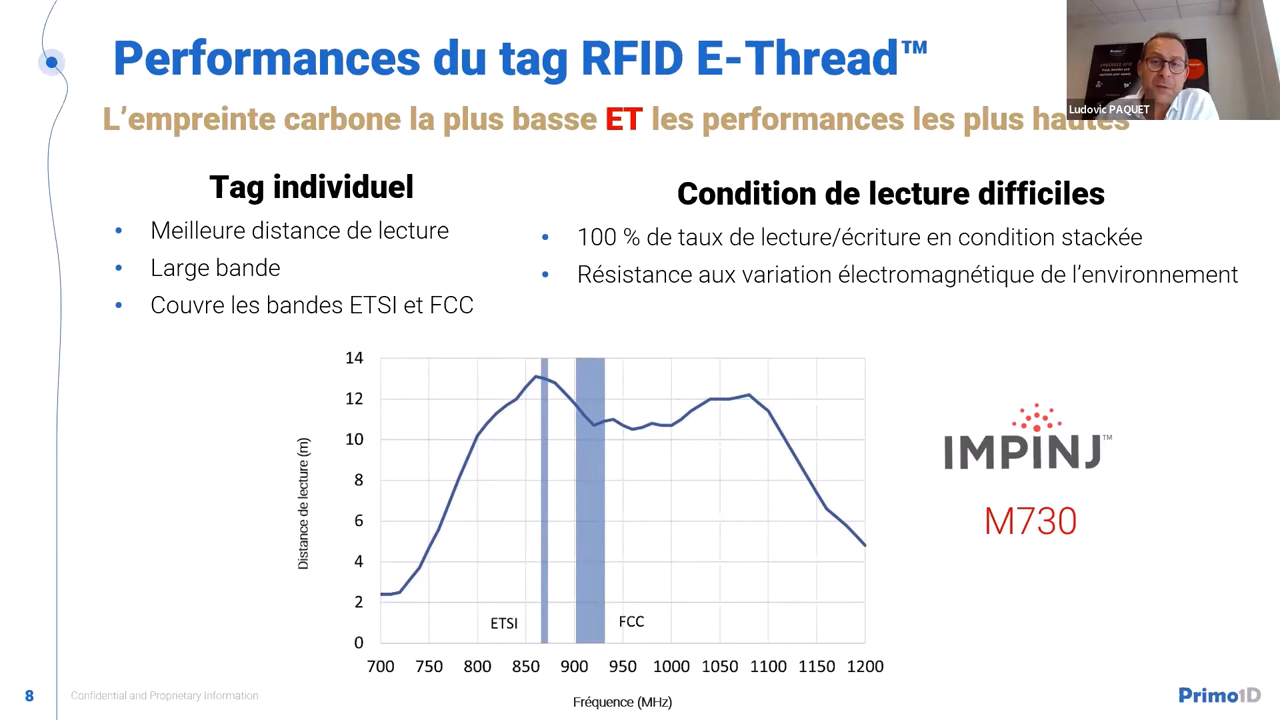 Performances du tag RFID E-Thread™
L'empreinte carbone la plus basse ET les performances les plus hautes
Ludovic PAQUET
Tag individuel
• Meilleure distance de lecture
• Large bande
• Couvre les bandes ETSI et FCC
Condition de lecture difficiles
• 100 % de taux de lecture/écriture en condition stackée
• Résistance aux variation électromagnétique de l'environnement
Distance de lecture (m)
14
12
10
8
6
4
2
0
ETSI
FCC
700 750 800 850 900 950 1000 1050 1100 1150 1200
Fréquence (MHz)
IMPINJ™
M730
8
Confidential and Proprietary Information
Primo1D